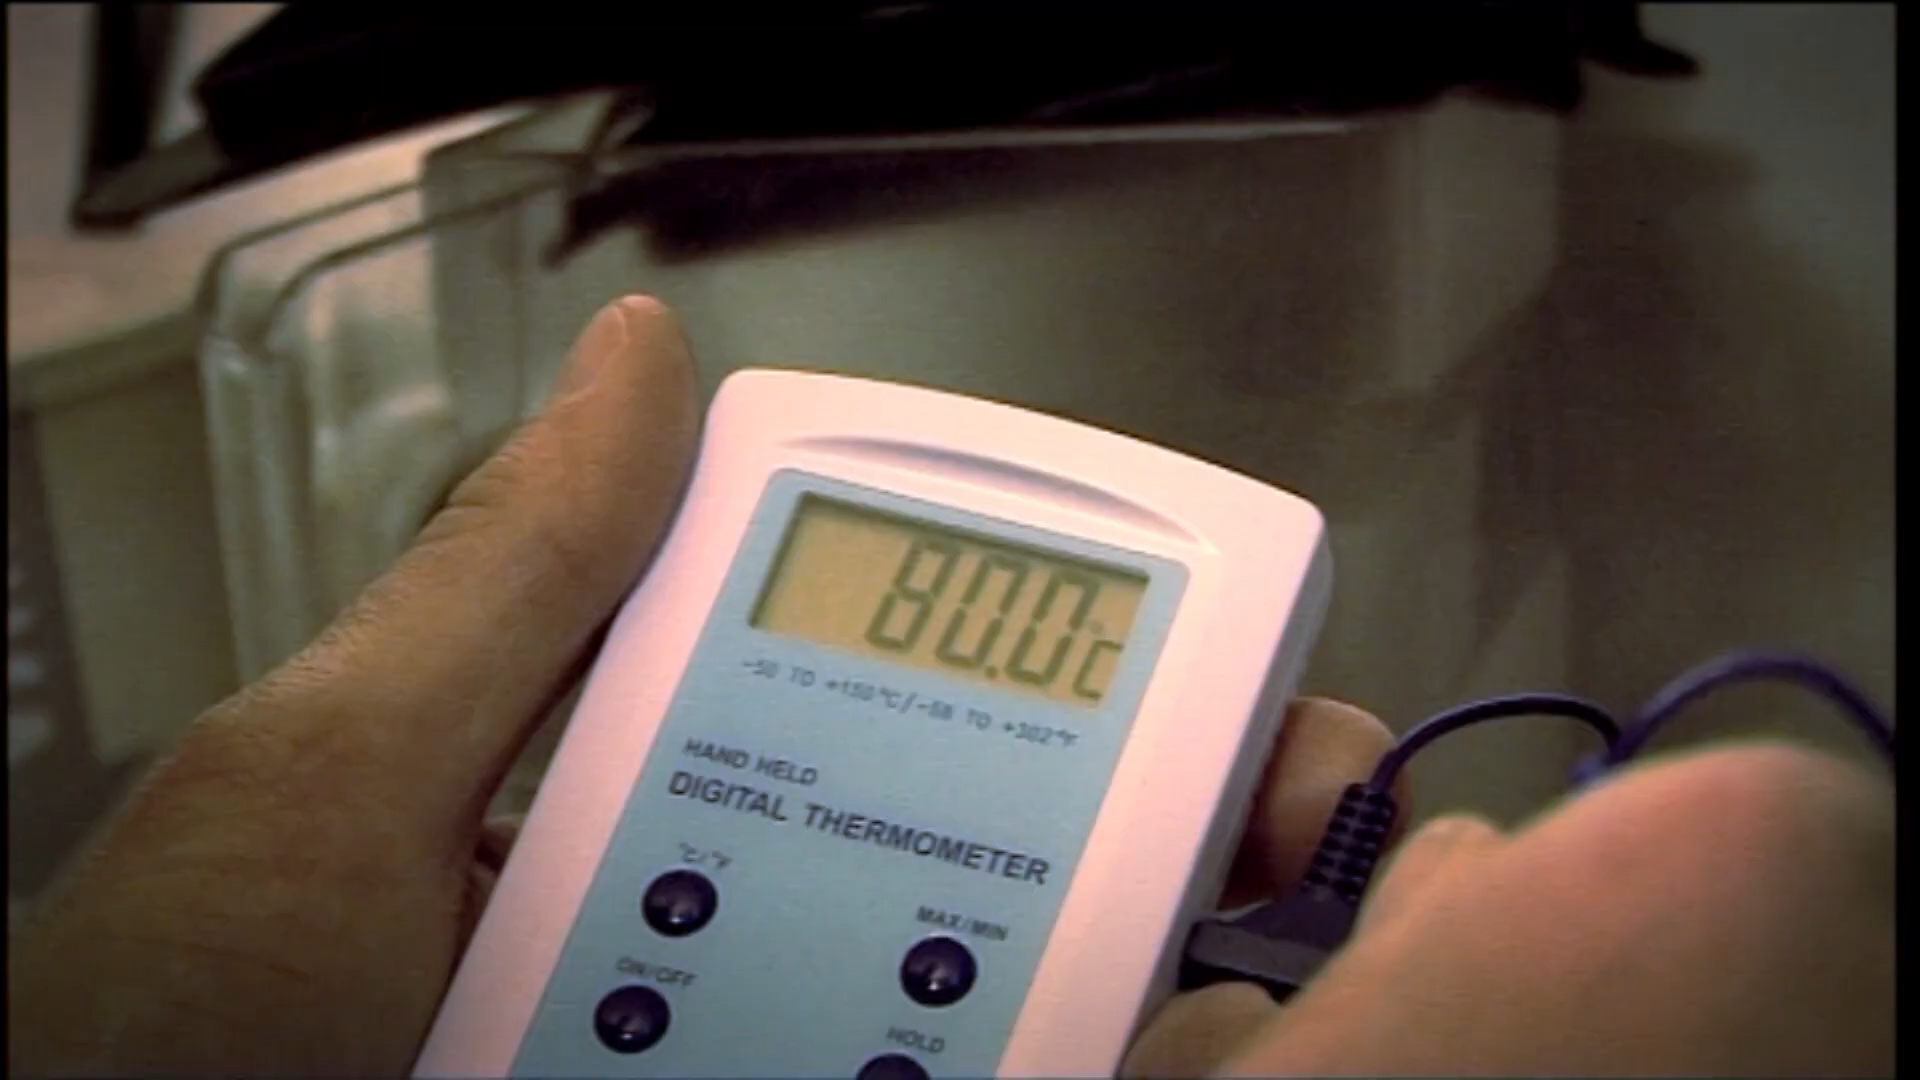 80.0°C
-50 TO +150°C/-58 TO +302°F
HAND HELD
DIGITAL THERMOMETER
°C/°F
MAX/MIN
ON/OFF
HOLD